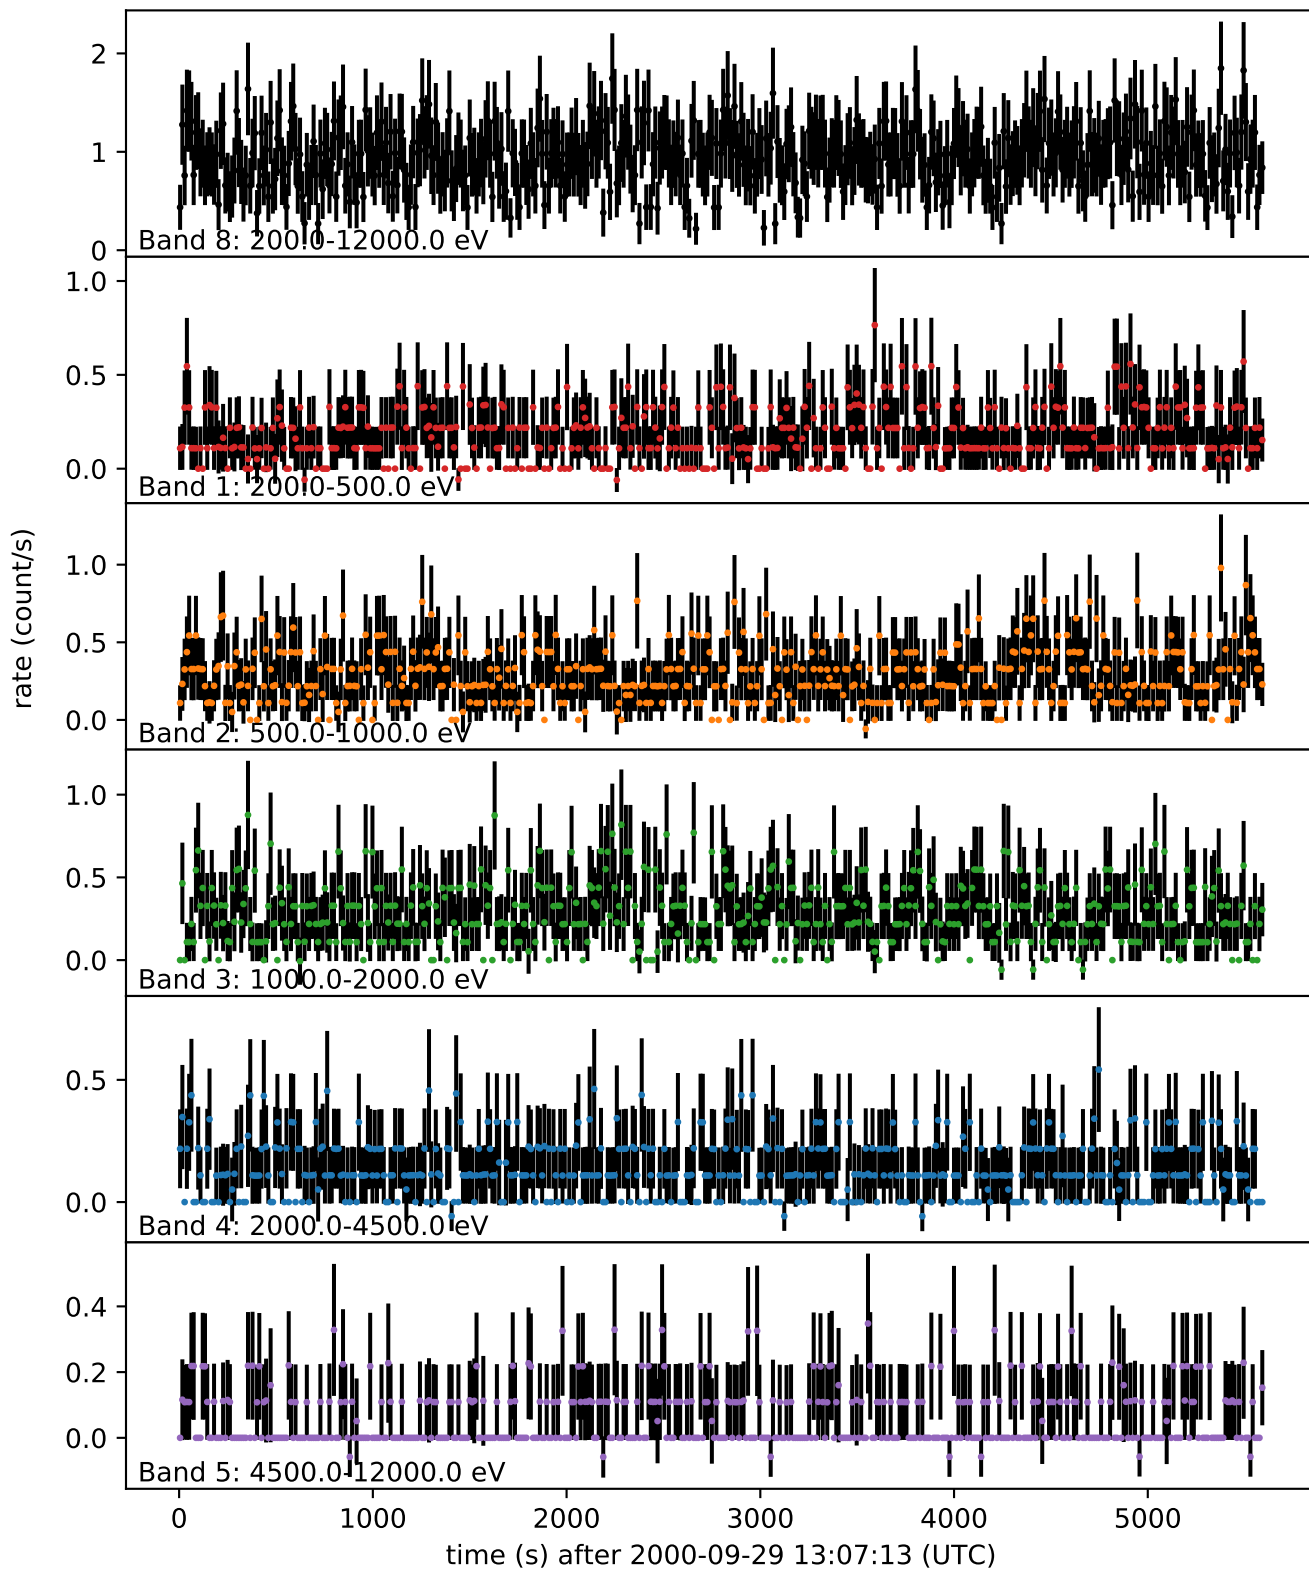 2
1
0
Band 8: 200.0-12000.0 eV
1.0
0.5
0.0
Band 1: 200.0-500.0 eV
1.0
0.5
0.0
Band 2: 500.0-1000.0 eV
rate (count/s)
1.0
0.5
0.0
Band 3: 1000.0-2000.0 eV
0.5
0.0
Band 4: 2000.0-4500.0 eV
0.4
0.2
0.0
Band 5: 4500.0-12000.0 eV
0 1000 2000 3000 4000 5000
time (s) after 2000-09-29 13:07:13 (UTC)